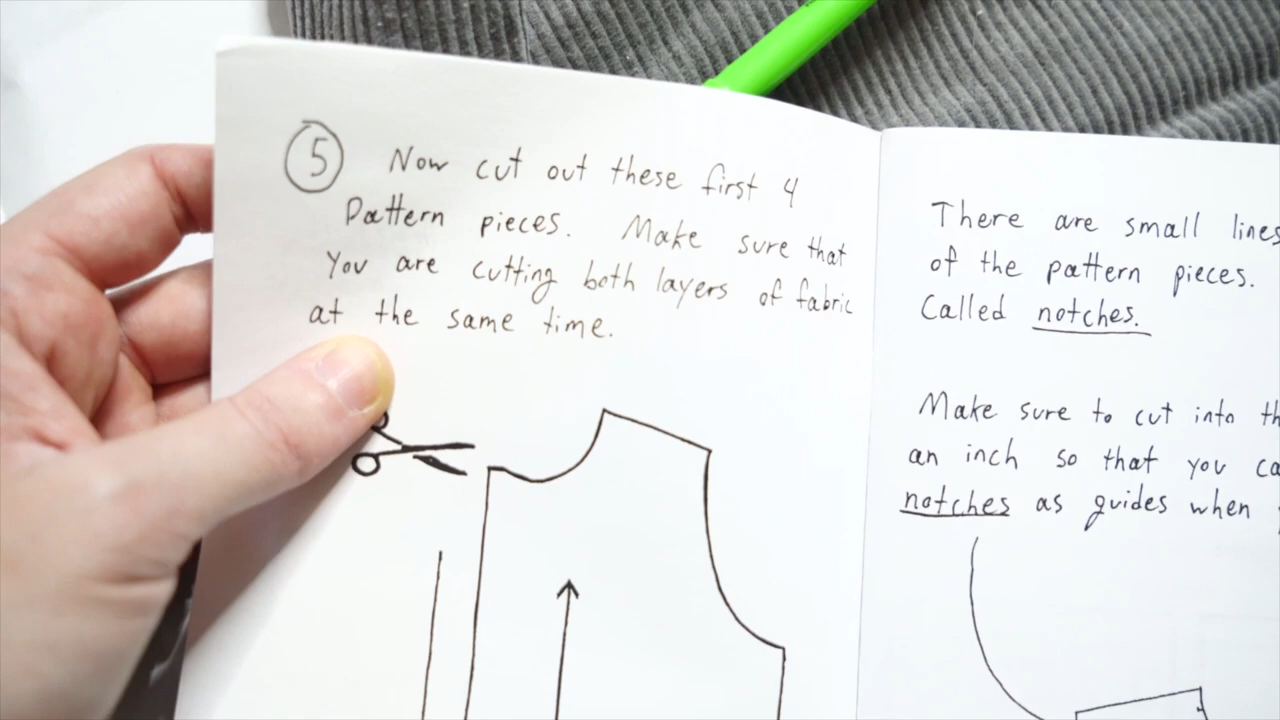 5 Now cut out these first 4
Pattern pieces. Make sure that
You are cutting both layers of fabric
at the same time.
There are small lines
of the pattern pieces.
Called notches.
Make sure to cut into
an inch so that you
notches as guides when